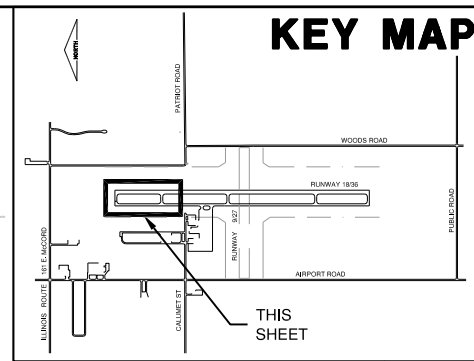 KEY MAP
NORTH
PATRIOT ROAD
WOODS ROAD
RUNWAY 18/36
PUBLIC ROAD
RUNWAY 9/27
ILLINOIS ROUTE 161 E. McCORD
AIRPORT ROAD
CALUMET ST
THIS
SHEET